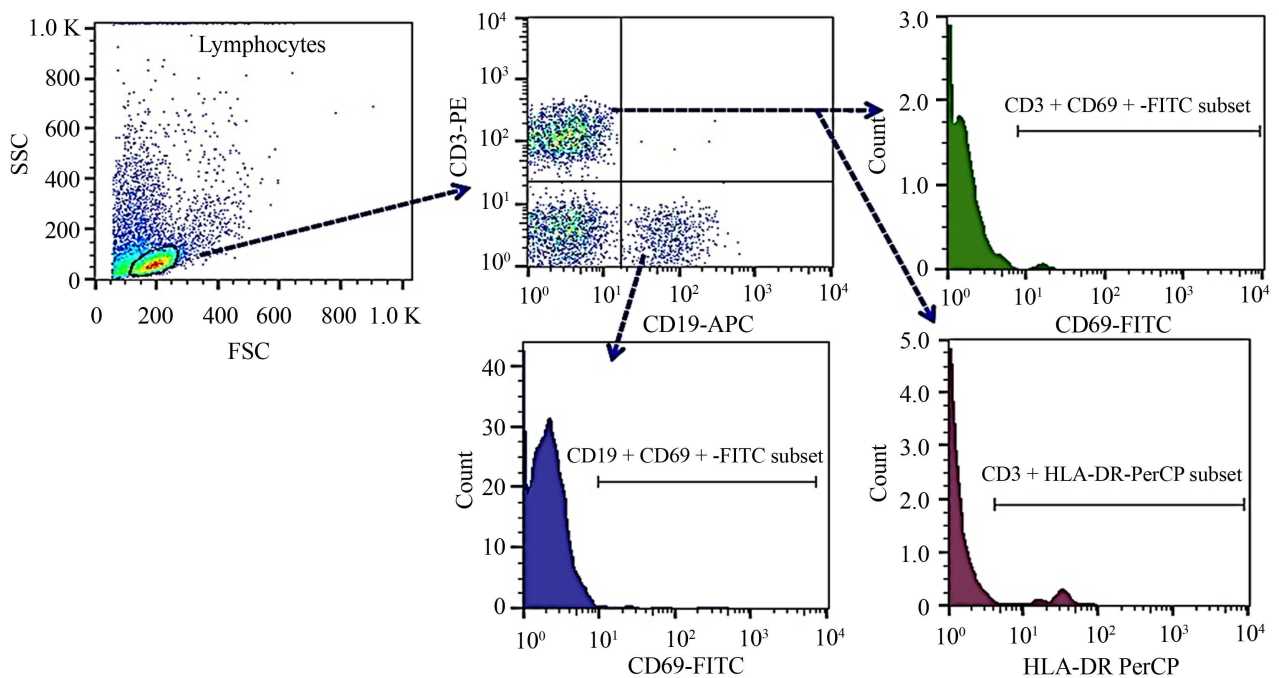 1.0 K
800
600
400
200
0
SSC
Lymphocytes
0 200 400 600 800 1.0 K
FSC
10⁴
10³
10²
10¹
10⁰
CD3-PE
10⁰ 10¹ 10² 10³ 10⁴
CD19-APC
3.0
2.0
1.0
0
Count
CD3 + CD69 + -FITC subset
10⁰ 10¹ 10² 10³ 10⁴
CD69-FITC
40
30
20
10
0
Count
CD19 + CD69 + -FITC subset
10⁰ 10¹ 10² 10³ 10⁴
CD69-FITC
5.0
4.0
3.0
2.0
1.0
0
Count
CD3 + HLA-DR-PerCP subset
10⁰ 10¹ 10² 10³ 10⁴
HLA-DR PerCP